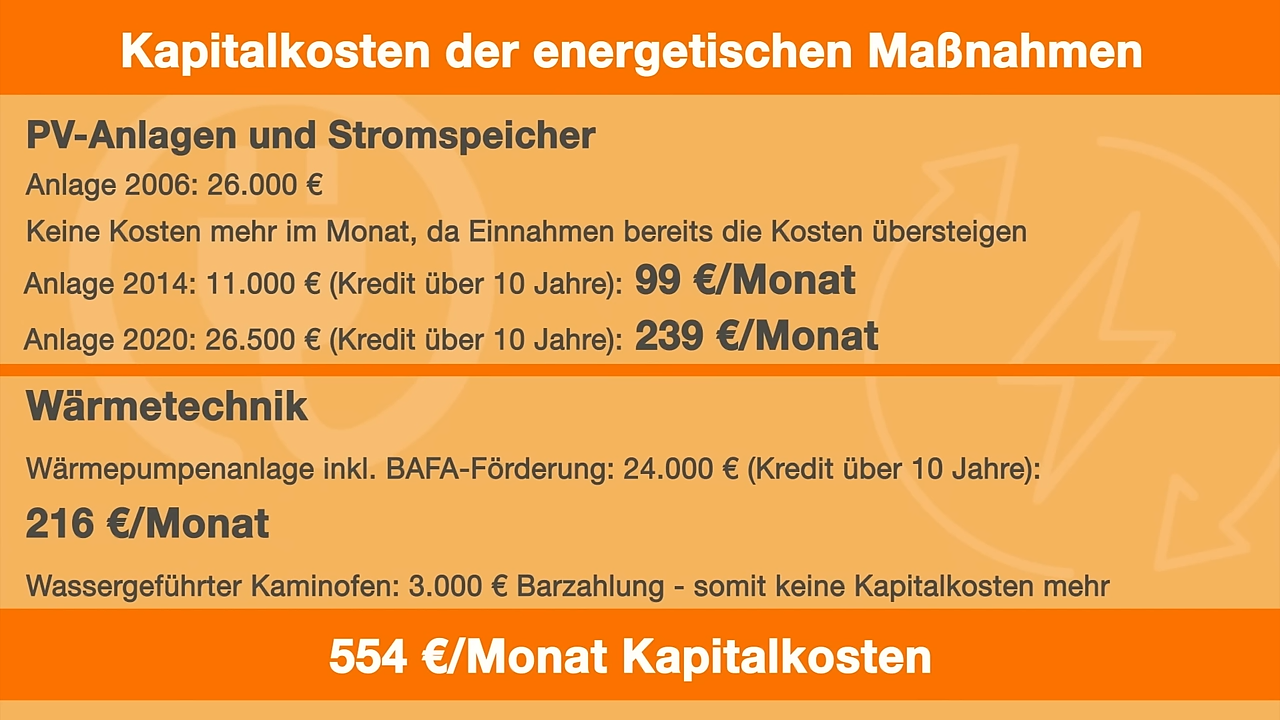 Kapitalkosten der energetischen Maßnahmen
PV-Anlagen und Stromspeicher
Anlage 2006: 26.000 €
Keine Kosten mehr im Monat, da Einnahmen bereits die Kosten übersteigen
Anlage 2014: 11.000 € (Kredit über 10 Jahre): 99 €/Monat
Anlage 2020: 26.500 € (Kredit über 10 Jahre): 239 €/Monat
Wärmetechnik
Wärmepumpenanlage inkl. BAFA-Förderung: 24.000 € (Kredit über 10 Jahre):
216 €/Monat
Wassergeführter Kaminofen: 3.000 € Barzahlung - somit keine Kapitalkosten mehr
554 €/Monat Kapitalkosten